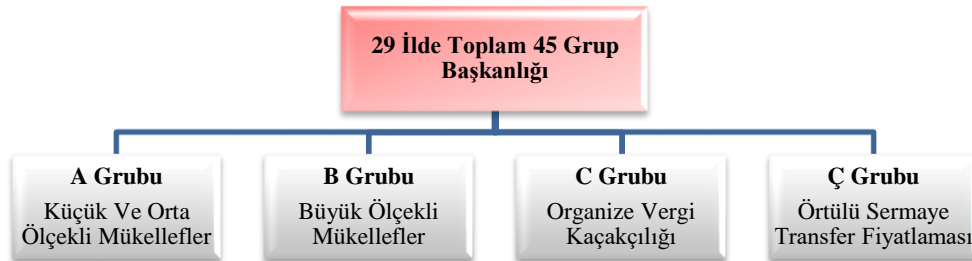 29 İlde Toplam 45 Grup
Başkanlığı
A Grubu
Küçük Ve Orta
Ölçekli Mükellefler
B Grubu
Büyük Ölçekli
Mükellefler
C Grubu
Organize Vergi
Kaçakçılığı
Ç Grubu
Örtülü Sermaye
Transfer Fiyatlaması